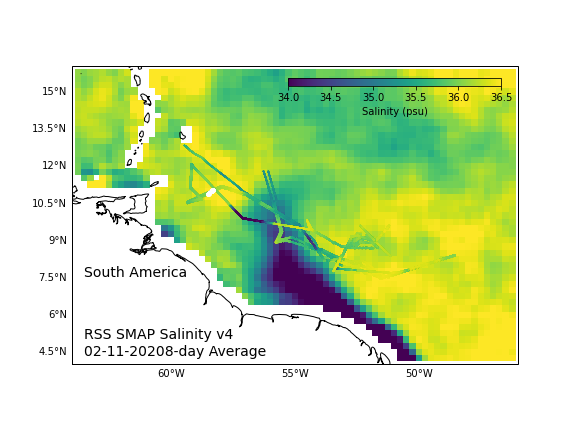 15°N
13.5°N
12°N
10.5°N
9°N
7.5°N
6°N
4.5°N
34.0 34.5 35.0 35.5 36.0 36.5
Salinity (psu)
South America
RSS SMAP Salinity v4
02-11-20208-day Average
60°W 55°W 50°W